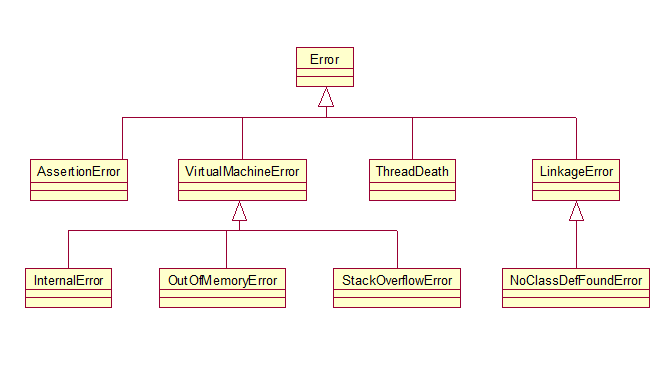 Error
AssertionError
VirtualMachineError
ThreadDeath
LinkageError
InternalError
OutOfMemoryError
StackOverflowError
NoClassDefFoundError